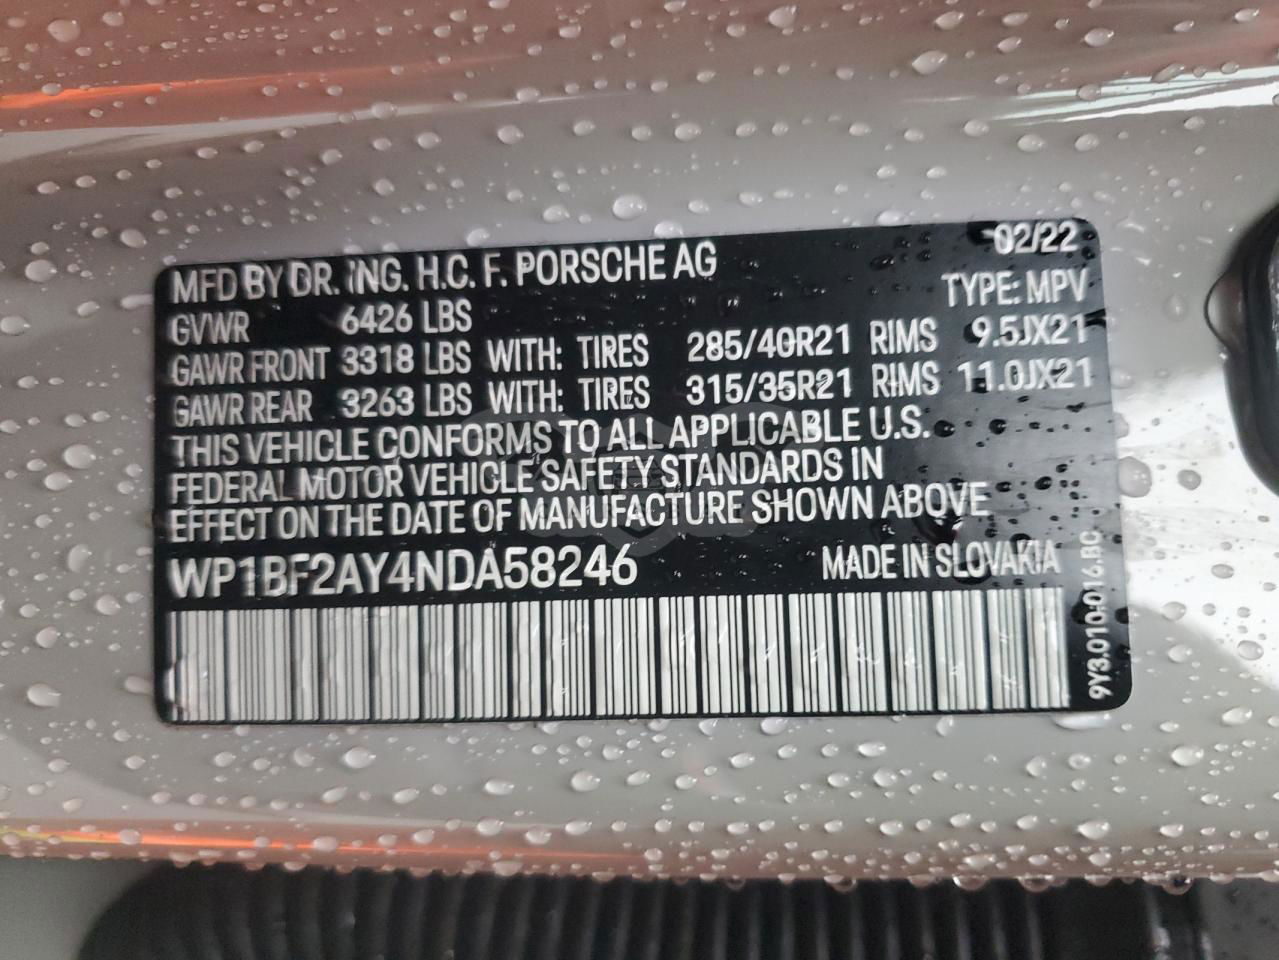 MFD BY DR. ING. H.C. F. PORSCHE AG 02/22
GVWR 6426 LBS TYPE: MPV
GAWR FRONT 3318 LBS WITH: TIRES 285/40R21 RIMS 9.5JX21
GAWR REAR 3263 LBS WITH: TIRES 315/35R21 RIMS 11.0JX21
THIS VEHICLE CONFORMS TO ALL APPLICABLE U.S.
FEDERAL MOTOR VEHICLE SAFETY STANDARDS IN
EFFECT ON THE DATE OF MANUFACTURE SHOWN ABOVE
WP1BF2AY4NDA58246 MADE IN SLOVAKIA
9Y3.010.016.BC